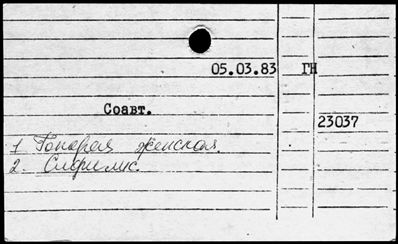 05.03.83 ГН
Соавт.
23037
1 Гонорея женская.
2. Сифилис.